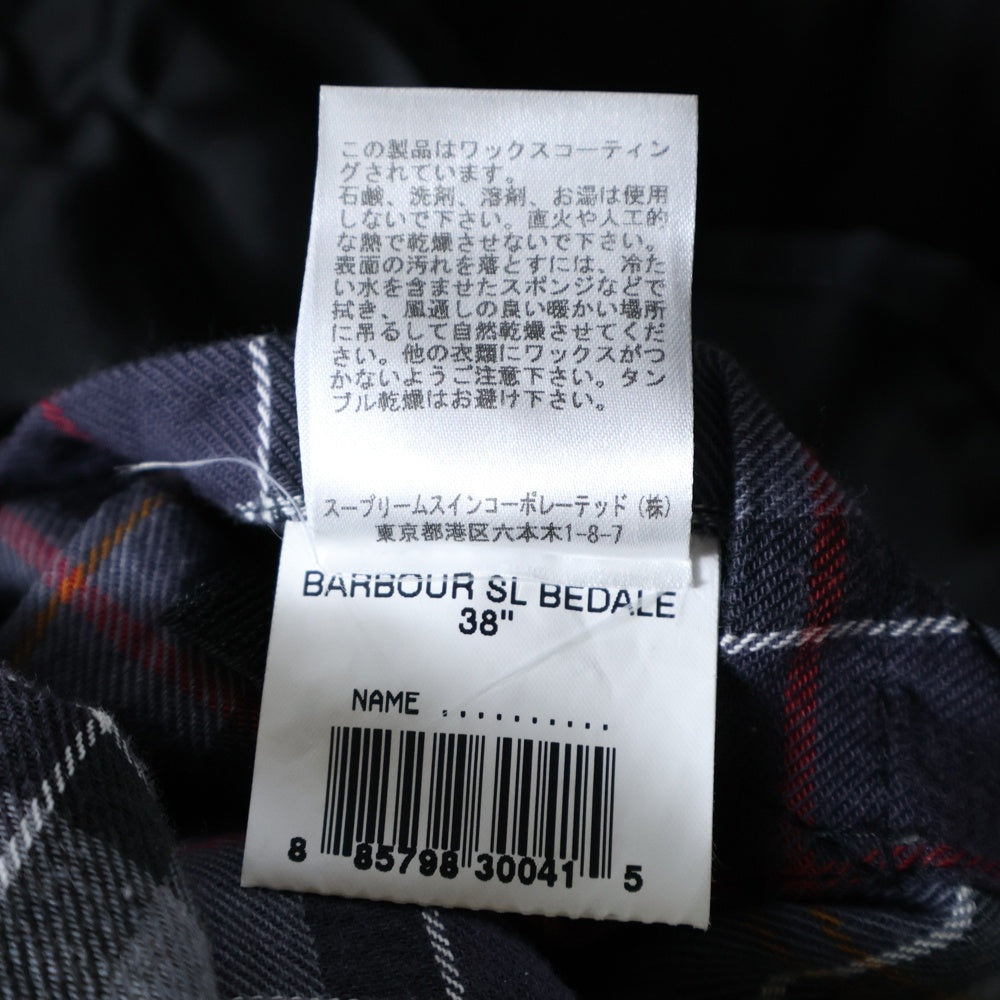 この製品はワックスコーティン
グされています。
石鹸、洗剤、溶剤、お湯は使用
しないで下さい。直火や人工的
な熱で乾燥させないで下さい。
表面の汚れを落とすには、冷た
い水を含ませたスポンジなどで
拭き、風通しの良い暖かい場所
に吊るして自然乾燥させてくだ
さい。他の衣類にワックスがつ
かないようご注意下さい。タン
ブル乾燥はお避け下さい。
スープリームスインコーポレーテッド（株）
東京都港区六本木1-8-7
BARBOUR SL BEDALE
38"
NAME ...........
8 85798 30041 5